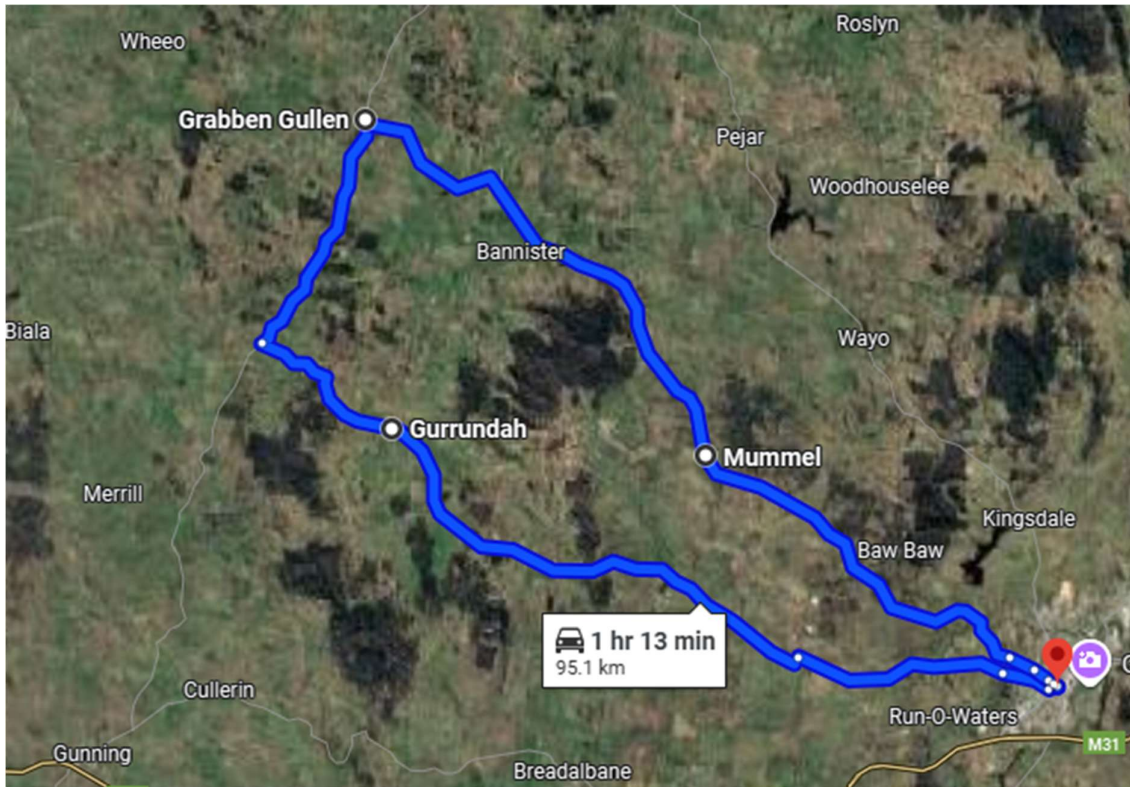 Roslyn
Wheeo
Grabben Gullen
Pejar
Woodhouselee
Bannister
Biala
Wayo
Gurrundah
Mummel
Merrill
Kingsdale
Baw Baw
1 hr 13 min
95.1 km
Cullerin
Run-O-Waters
Gunning
M31
Breadalbane